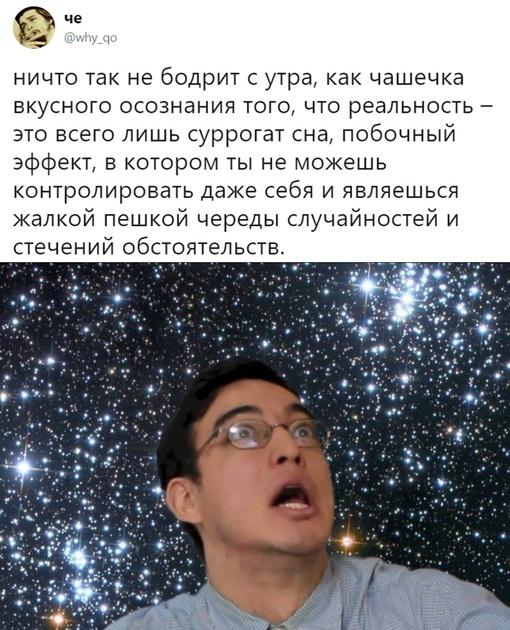 че
@why_qo
ничто так не бодрит с утра, как чашечка
вкусного осознания того, что реальность –
это всего лишь суррогат сна, побочный
эффект, в котором ты не можешь
контролировать даже себя и являешься
жалкой пешкой череды случайностей и
стечений обстоятельств.